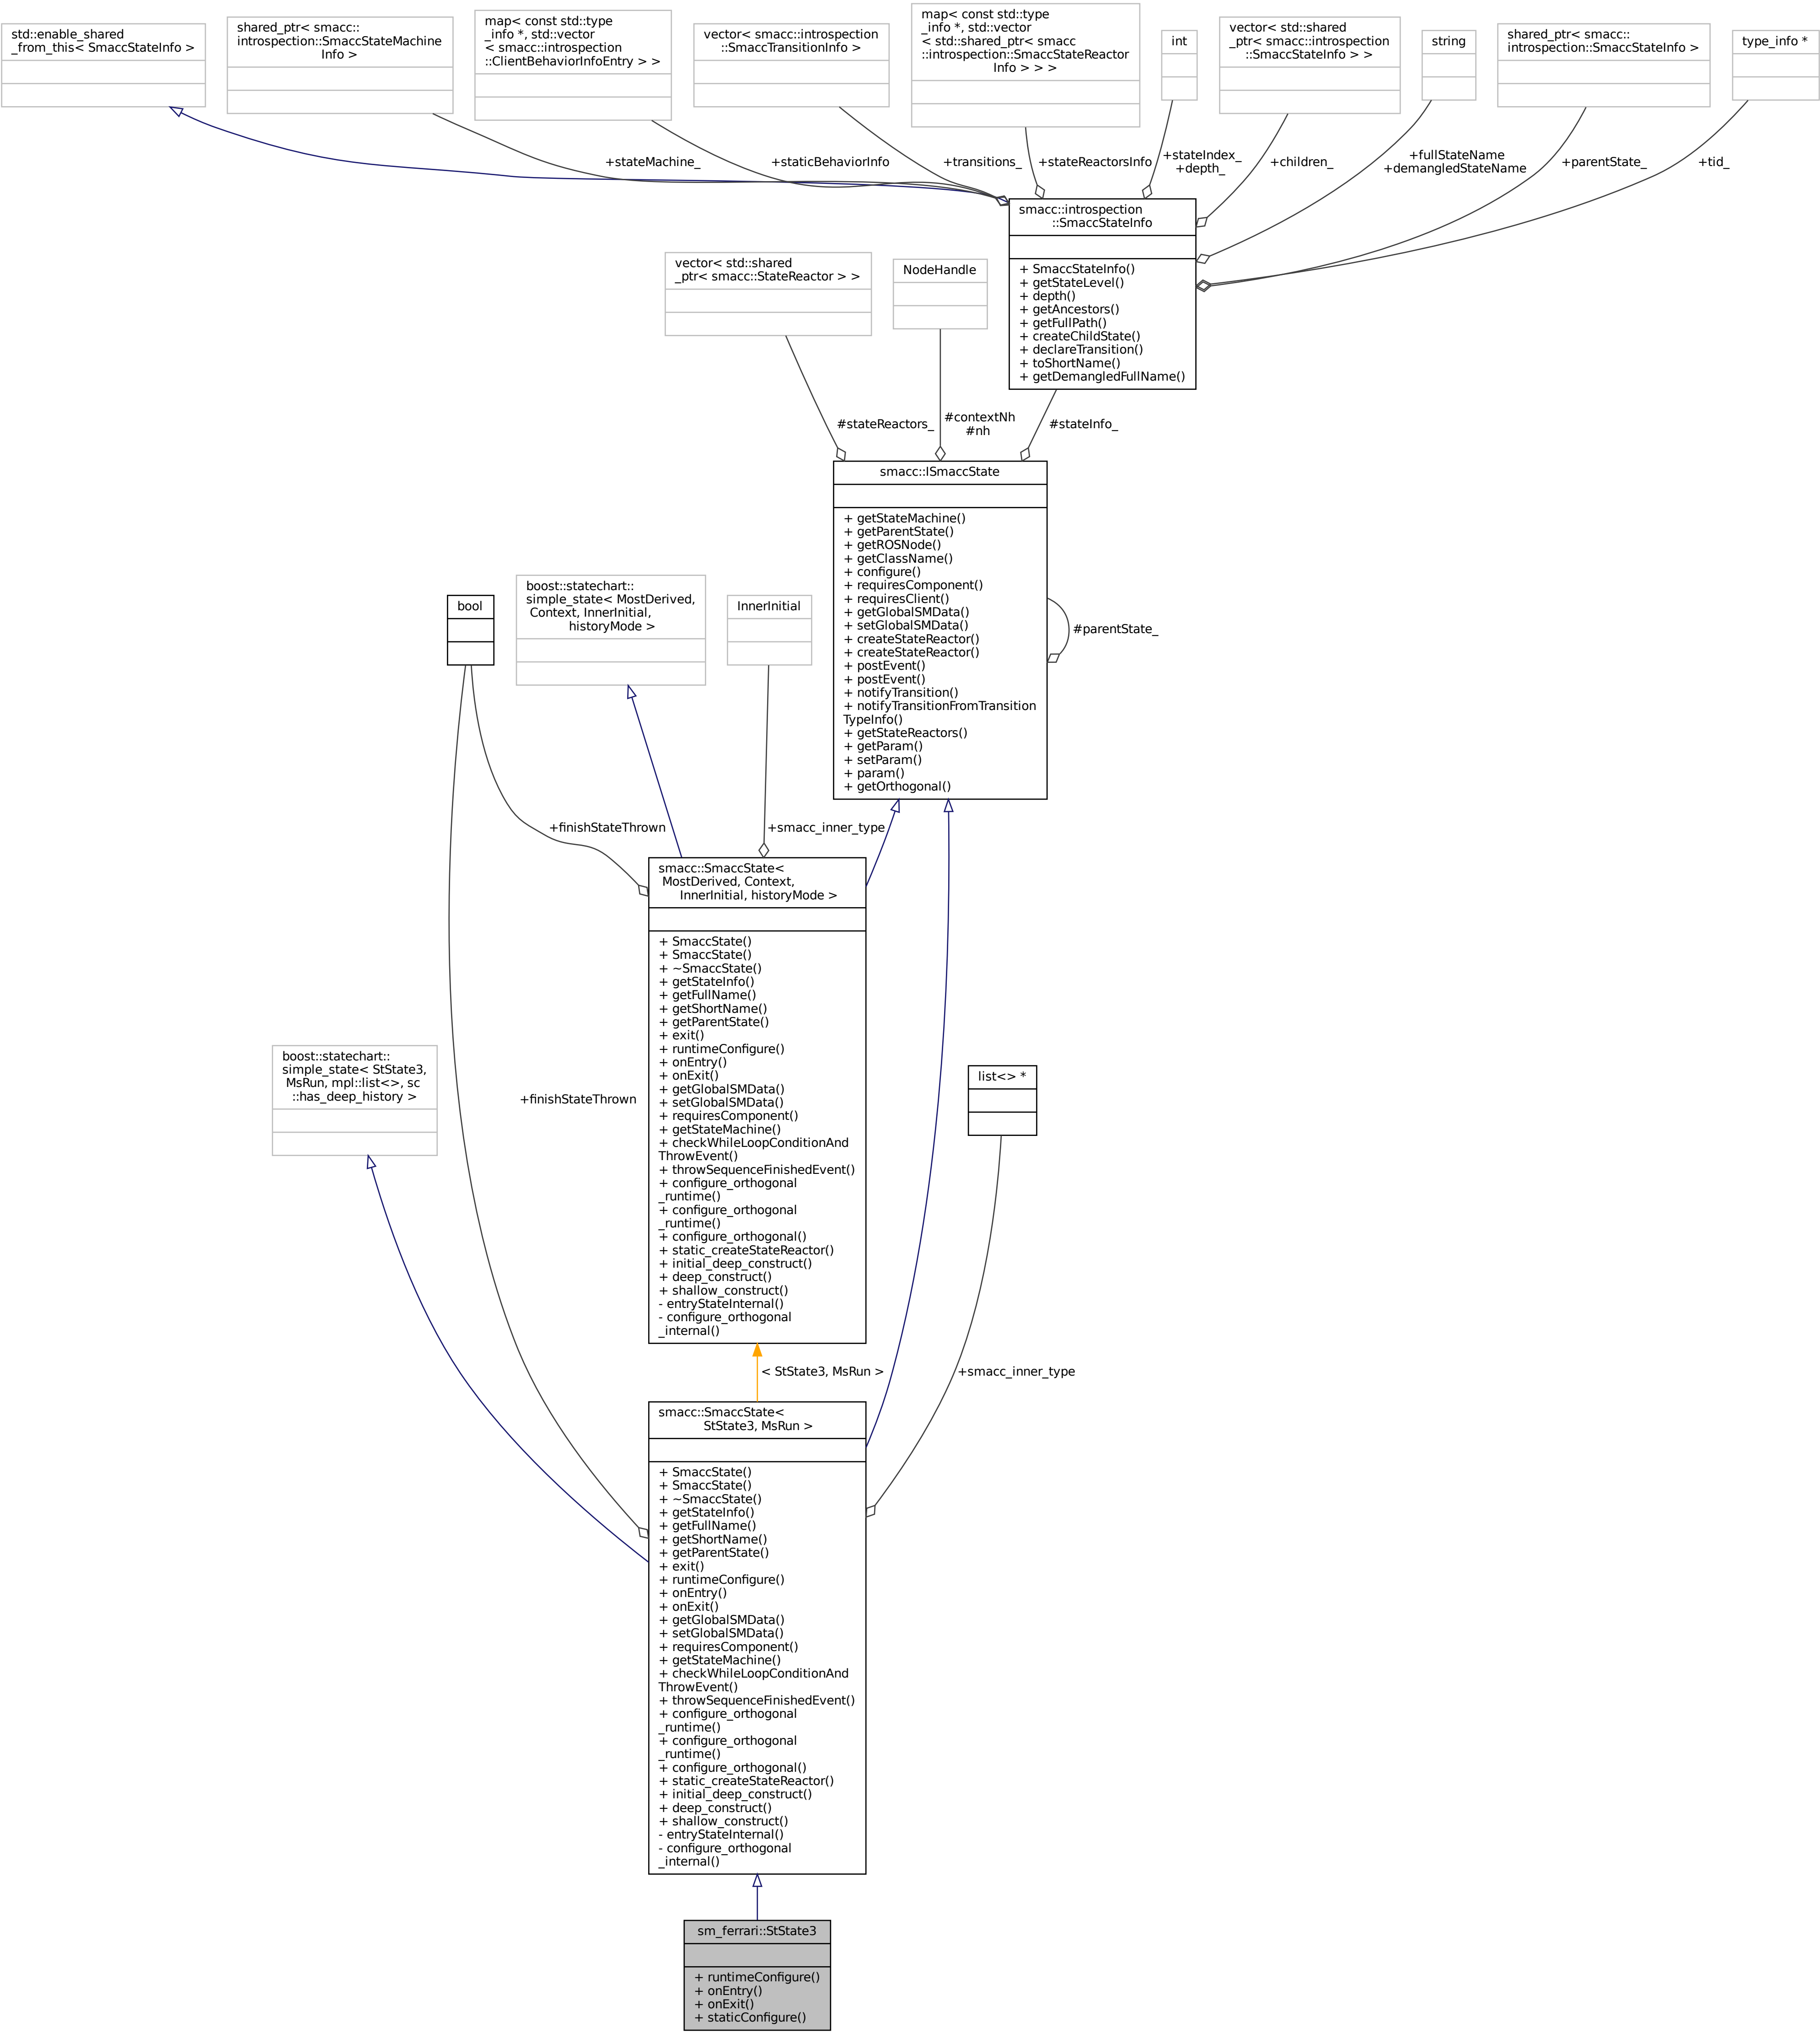 std::enable_shared
_from_this< SmaccStateInfo >
shared_ptr< smacc::
introspection::SmaccStateMachine
Info >
map< const std::type
_info *, std::vector
< smacc::introspection
::ClientBehaviorInfoEntry > >
vector< smacc::introspection
::SmaccTransitionInfo >
map< const std::type
_info *, std::vector
< std::shared_ptr< smacc
::introspection::SmaccStateReactor
Info > > >
int
vector< std::shared
_ptr< smacc::introspection
::SmaccStateInfo > >
string
shared_ptr< smacc::
introspection::SmaccStateInfo >
type_info *
+stateMachine_
+staticBehaviorInfo
+transitions_
+stateReactorsInfo
+stateIndex_
+depth_
+children_
+fullStateName
+demangledStateName
+parentState_
+tid_
smacc::introspection
::SmaccStateInfo
+ SmaccStateInfo()
+ getStateLevel()
+ depth()
+ getAncestors()
+ getFullPath()
+ createChildState()
+ declareTransition()
+ toShortName()
+ getDemangledFullName()
vector< std::shared
_ptr< smacc::StateReactor > >
NodeHandle
#stateReactors_
#contextNh
#nh
#stateInfo_
smacc::ISmaccState
+ getStateMachine()
+ getParentState()
+ getROSNode()
+ getClassName()
+ configure()
+ requiresComponent()
+ requiresClient()
+ getGlobalSMData()
+ setGlobalSMData()
+ createStateReactor()
+ createStateReactor()
+ postEvent()
+ postEvent()
+ notifyTransition()
+ notifyTransitionFromTransition
TypeInfo()
+ getStateReactors()
+ getParam()
+ setParam()
+ param()
+ getOrthogonal()
#parentState_
bool
boost::statechart::
simple_state< MostDerived,
Context, InnerInitial,
historyMode >
InnerInitial
+finishStateThrown
+smacc_inner_type
smacc::SmaccState<
MostDerived, Context,
InnerInitial, historyMode >
+ SmaccState()
+ SmaccState()
+ ~SmaccState()
+ getStateInfo()
+ getFullName()
+ getShortName()
+ getParentState()
+ exit()
+ runtimeConfigure()
+ onEntry()
+ onExit()
+ getGlobalSMData()
+ setGlobalSMData()
+ requiresComponent()
+ getStateMachine()
+ checkWhileLoopConditionAnd
ThrowEvent()
+ throwSequenceFinishedEvent()
+ configure_orthogonal
_runtime()
+ configure_orthogonal
_runtime()
+ configure_orthogonal()
+ static_createStateReactor()
+ initial_deep_construct()
+ deep_construct()
+ shallow_construct()
- entryStateInternal()
- configure_orthogonal
_internal()
boost::statechart::
simple_state< StState3,
MsRun, mpl::list<>, sc
::has_deep_history >
+finishStateThrown
list<> *
< StState3, MsRun >
+smacc_inner_type
smacc::SmaccState<
StState3, MsRun >
+ SmaccState()
+ SmaccState()
+ ~SmaccState()
+ getStateInfo()
+ getFullName()
+ getShortName()
+ getParentState()
+ exit()
+ runtimeConfigure()
+ onEntry()
+ onExit()
+ getGlobalSMData()
+ setGlobalSMData()
+ requiresComponent()
+ getStateMachine()
+ checkWhileLoopConditionAnd
ThrowEvent()
+ throwSequenceFinishedEvent()
+ configure_orthogonal
_runtime()
+ configure_orthogonal
_runtime()
+ configure_orthogonal()
+ static_createStateReactor()
+ initial_deep_construct()
+ deep_construct()
+ shallow_construct()
- entryStateInternal()
- configure_orthogonal
_internal()
sm_ferrari::StState3
+ runtimeConfigure()
+ onEntry()
+ onExit()
+ staticConfigure()